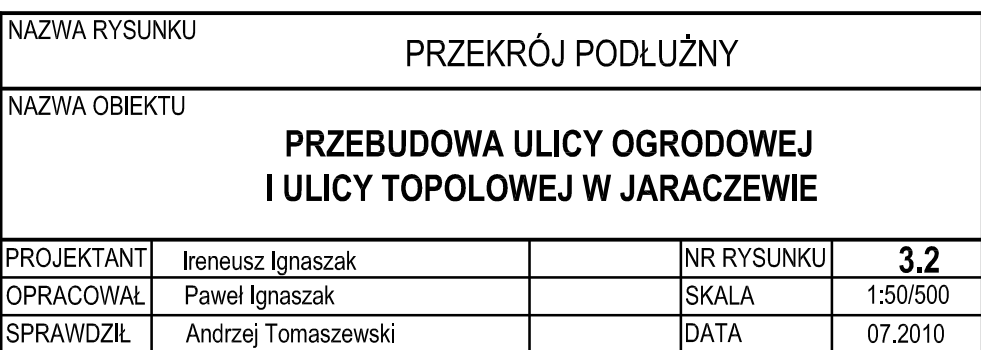 NAZWA RYSUNKU
PRZEKRÓJ PODŁUŻNY
NAZWA OBIEKTU
PRZEBUDOWA ULICY OGRODOWEJ
I ULICY TOPOLOWEJ W JARACZEWIE
PROJEKTANT Ireneusz Ignaszak NR RYSUNKU 3.2
OPRACOWAŁ Paweł Ignaszak SKALA 1:50/500
SPRAWDZIŁ Andrzej Tomaszewski DATA 07.2010